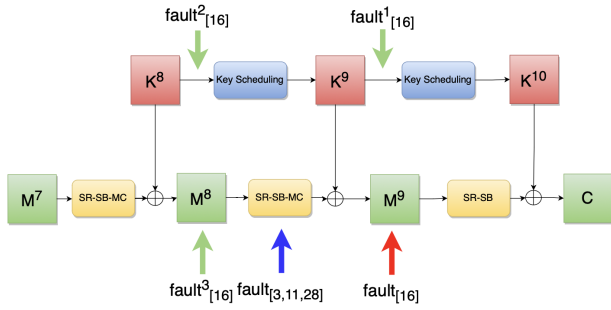 fault²[16] fault¹[16]
K⁸ Key Scheduling K⁹ Key Scheduling K¹⁰
M⁷ SR-SB-MC M⁸ SR-SB-MC M⁹ SR-SB C
fault³[16] fault[3,11,28] fault[16]